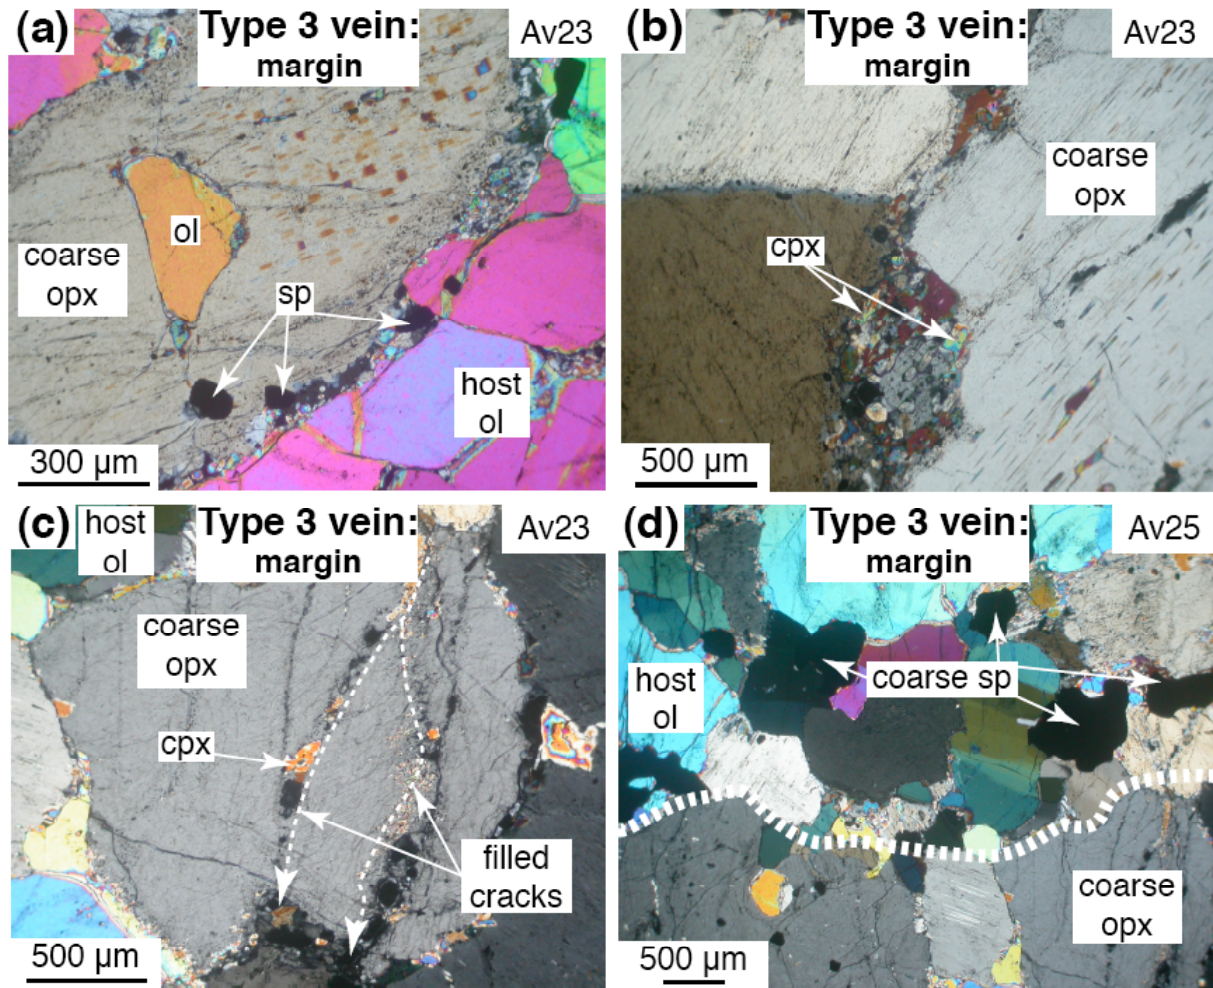 (a)
Type 3 vein:
margin
Av23
ol
coarse
opx
sp
host
ol
300 µm
(b)
Type 3 vein:
margin
Av23
coarse
opx
cpx
500 µm
(c)
host
ol
Type 3 vein:
margin
Av23
coarse
opx
cpx
filled
cracks
500 µm
(d)
Type 3 vein:
margin
Av25
host
ol
coarse sp
coarse
opx
500 µm